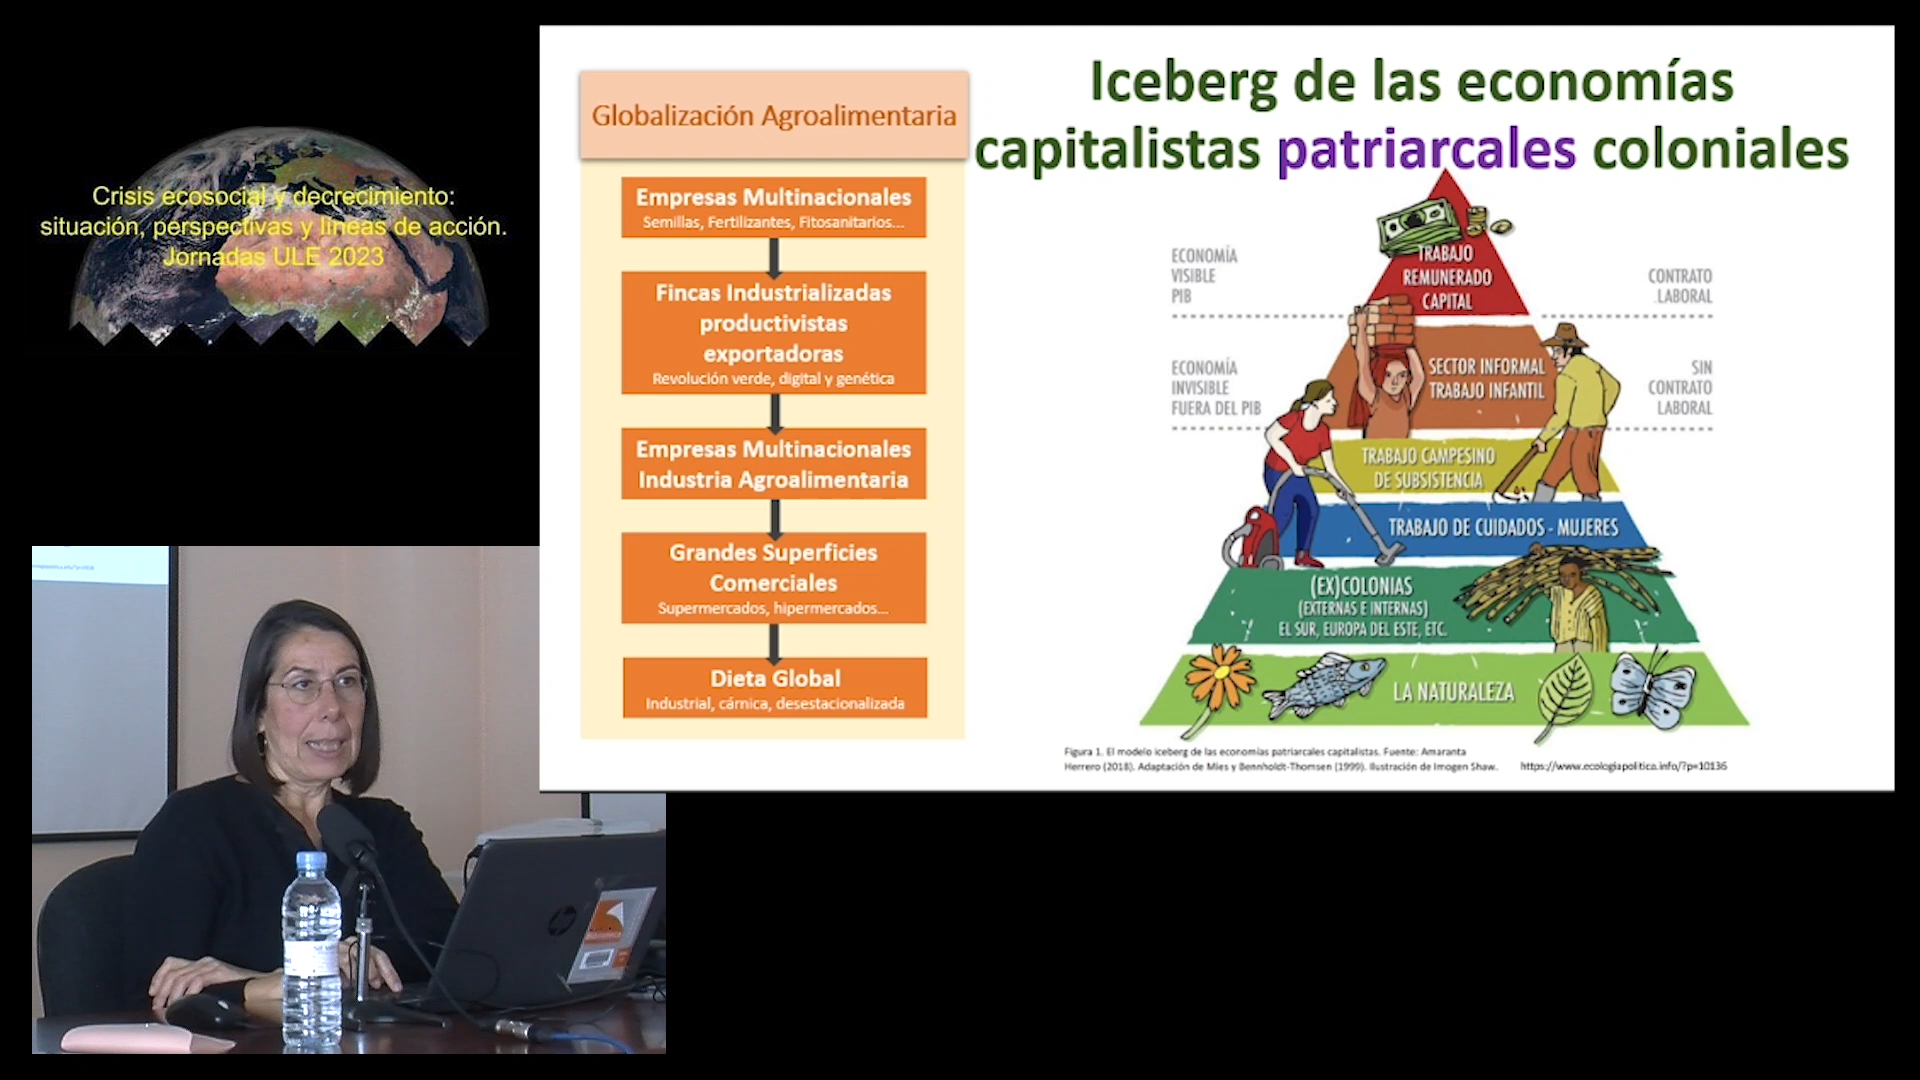 Crisis ecosocial y decrecimiento:
situación, perspectivas y líneas de acción.
Jornadas ULE 2023
Globalización Agroalimentaria
Empresas Multinacionales
Semillas, Fertilizantes, Fitosanitarios...
Fincas Industrializadas
productivistas
exportadoras
Revolución verde, digital y genética
Empresas Multinacionales
Industria Agroalimentaria
Grandes Superficies
Comerciales
Supermercados, hipermercados...
Dieta Global
Industrial, cárnica, desestacionalizada
Iceberg de las economías
capitalistas patriarcales coloniales
ECONOMÍA
VISIBLE
PIB
TRABAJO
REMUNERADO
CAPITAL
CONTRATO
LABORAL
ECONOMÍA
INVISIBLE
FUERA DEL PIB
SECTOR INFORMAL
TRABAJO INFANTIL
SIN
CONTRATO
LABORAL
TRABAJO CAMPESINO
DE SUBSISTENCIA
TRABAJO DE CUIDADOS - MUJERES
(EX)COLONIAS
(EXTERNAS E INTERNAS)
EL SUR, EUROPA DEL ESTE, ETC.
LA NATURALEZA
Figura 1. El modelo iceberg de las economías patriarcales capitalistas. Fuente: Amaranta
Herrero (2018). Adaptación de Mies y Bennholdt-Thomsen (1999). Ilustración de Imogen Shaw.
https://www.ecologiapolitica.info/?p=10136